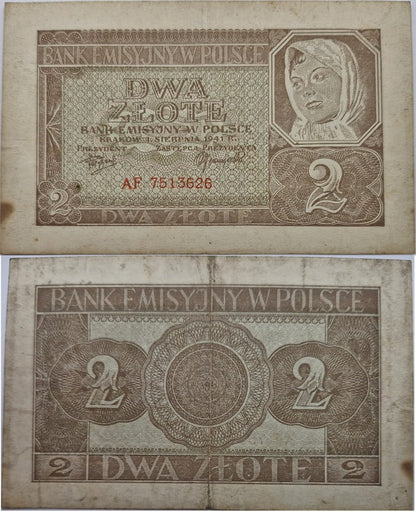 BANK EMISYJNY W POLSCE
DWA
ZŁOTE
BANK EMISYJNY W POLSCE
KRAKÓW 1. SIERPNIA 1941 R.
PREZYDENT ZASTĘPCA PREZYDENTA
AF 7513626
2
DWA ZŁOTE
BANK EMISYJNY W POLSCE
2 2
2 DWA ZŁOTE 2